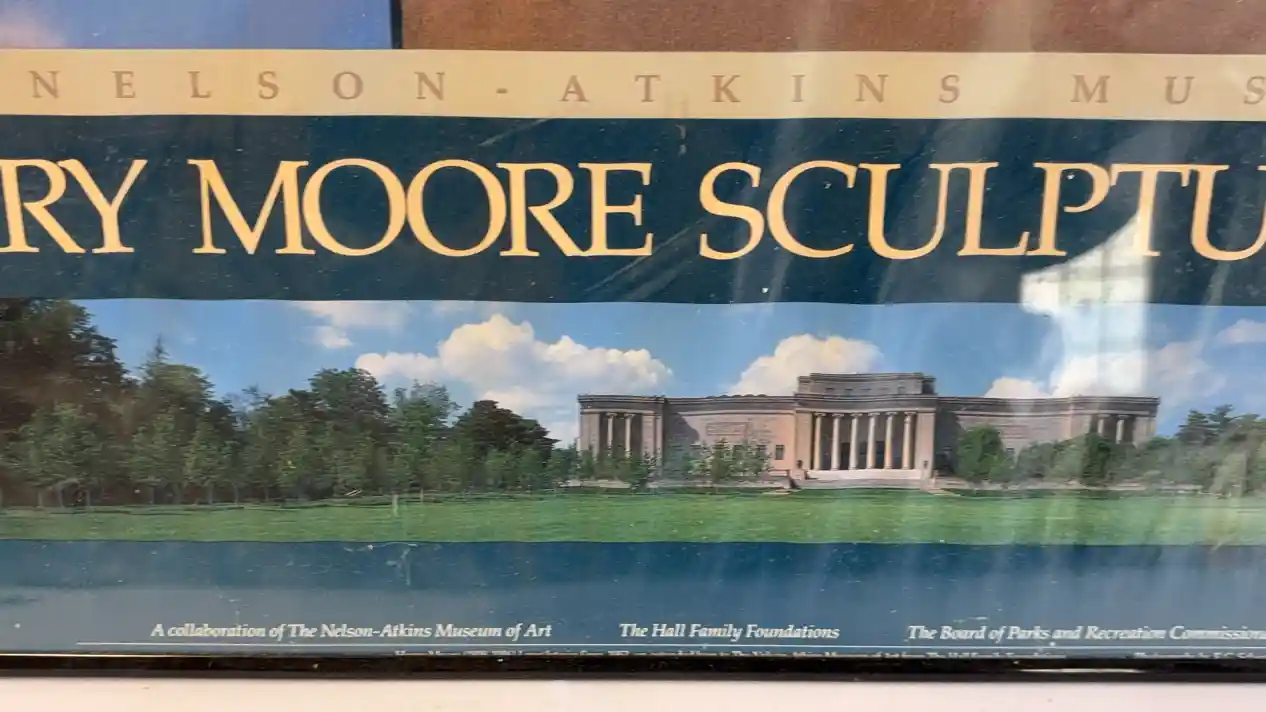 NELSON-ATKINS MUS
RY MOORE SCULPTU
A collaboration of The Nelson-Atkins Museum of Art The Hall Family Foundations The Board of Parks and Recreation Commission